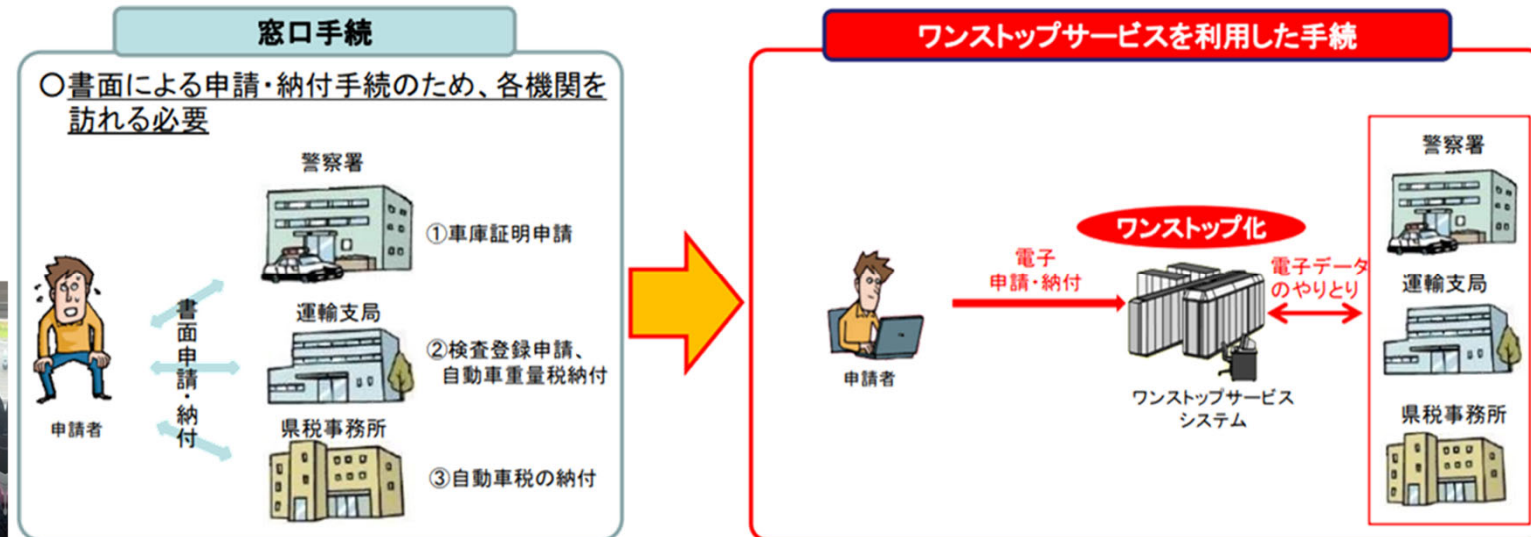 窓口手続
〇書面による申請・納付手続のため、各機関を
訪れる必要
警察署
①車庫証明申請
書面申請・納付
運輸支局
②検査登録申請、
自動車重量税納付
申請者
県税事務所
③自動車税の納付
ワンストップサービスを利用した手続
申請者
電子
申請・納付
ワンストップ化
ワンストップサービス
システム
電子データ
のやりとり
警察署
運輸支局
県税事務所